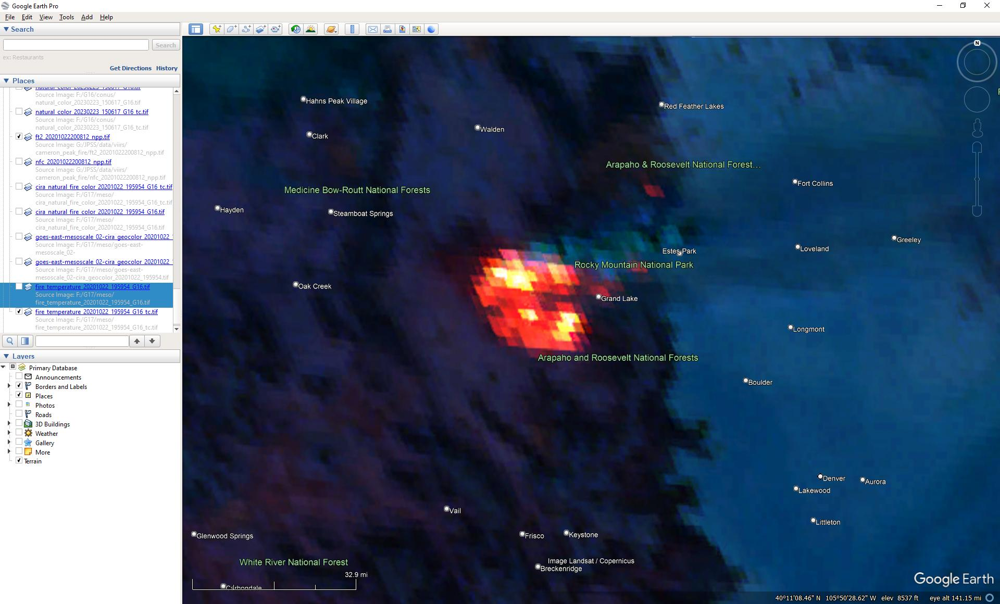 Google Earth Pro
File Edit View Tools Add Help
Search
Search
ex: Restaurants
Get Directions History
Places
natural_color_20230223_150617_G16.tif
Source Image: F:/G16/conus/
natural_color_20230223_150617_G16.tif
natural_color_20230223_150617_G16_tc.tif
Source Image: F:/G16/conus/
natural_color_20230223_150617_G16_tc.tif
ft2_20201022200812_npp.tif
Source Image: G:/JPSS/data/viirs/
cameron_peak_fire/ft2_20201022200812_npp.tif
nfc_20201022200812_npp.tif
Source Image: G:/JPSS/data/viirs/
cameron_peak_fire/nfc_20201022200812_npp.tif
cira_natural_fire_color_20201022_195954_G16_tc.tif
Source Image: F:/G17/meso/
cira_natural_fire_color_20201022_195954_G16_tc.tif
cira_natural_fire_color_20201022_195954_G16.tif
Source Image: F:/G17/meso/
cira_natural_fire_color_20201022_195954_G16.tif
goes-east-mesoscale_02-cira_geocolor_20201022_
Source Image: F:/G17/meso/goes-east-
mesoscale_02-
goes-east-mesoscale_02-cira_geocolor_20201022_
Source Image: F:/G17/meso/goes-east-
mesoscale_02-cira_geocolor_20201022_195954.tif
fire_temperature_20201022_195954_G16.tif
Source Image: F:/G17/meso/
fire_temperature_20201022_195954_G16.tif
fire_temperature_20201022_195954_G16_tc.tif
Source Image: F:/G17/meso/
fire_temperature_20201022_195954_G16_tc.tif
Layers
Primary Database
Announcements
Borders and Labels
Places
Photos
Roads
3D Buildings
Weather
Gallery
More
Terrain
N
Hahns Peak Village
Red Feather Lakes
Walden
Clark
Arapaho & Roosevelt National Forest...
Fort Collins
Medicine Bow-Routt National Forests
Hayden
Steamboat Springs
Greeley
Loveland
Estes Park
Rocky Mountain National Park
Oak Creek
Grand Lake
Longmont
Arapaho and Roosevelt National Forests
Boulder
Denver
Aurora
Lakewood
Vail
Littleton
Glenwood Springs
Frisco
Keystone
White River National Forest
Image Landsat / Copernicus
Breckenridge
32.9 mi
Carbondale
Google Earth
40°11'08.46" N 105°50'28.62" W elev 8537 ft eye alt 141.15 mi